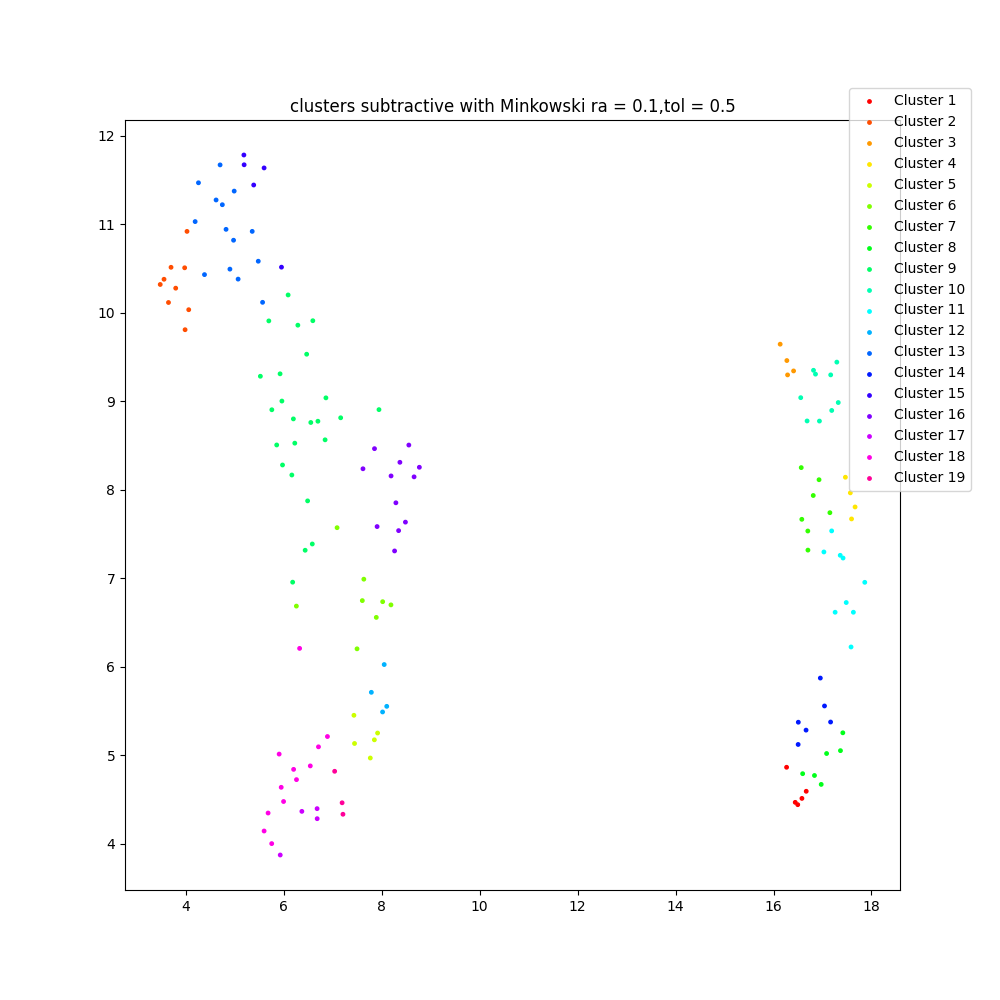 clusters subtractive with Minkowski ra = 0.1,tol = 0.5
Cluster 1
Cluster 2
Cluster 3
Cluster 4
Cluster 5
Cluster 6
Cluster 7
Cluster 8
Cluster 9
Cluster 10
Cluster 11
Cluster 12
Cluster 13
Cluster 14
Cluster 15
Cluster 16
Cluster 17
Cluster 18
Cluster 19
12
11
10
9
8
7
6
5
4
4 6 8 10 12 14 16 18